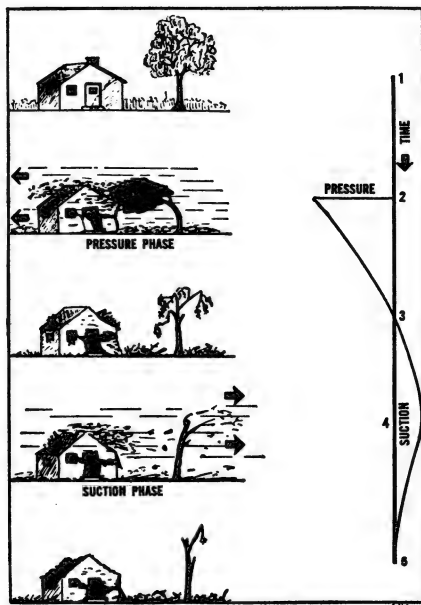 1
TIME
PRESSURE
2
PRESSURE PHASE
3
4
SUCTION
SUCTION PHASE
5